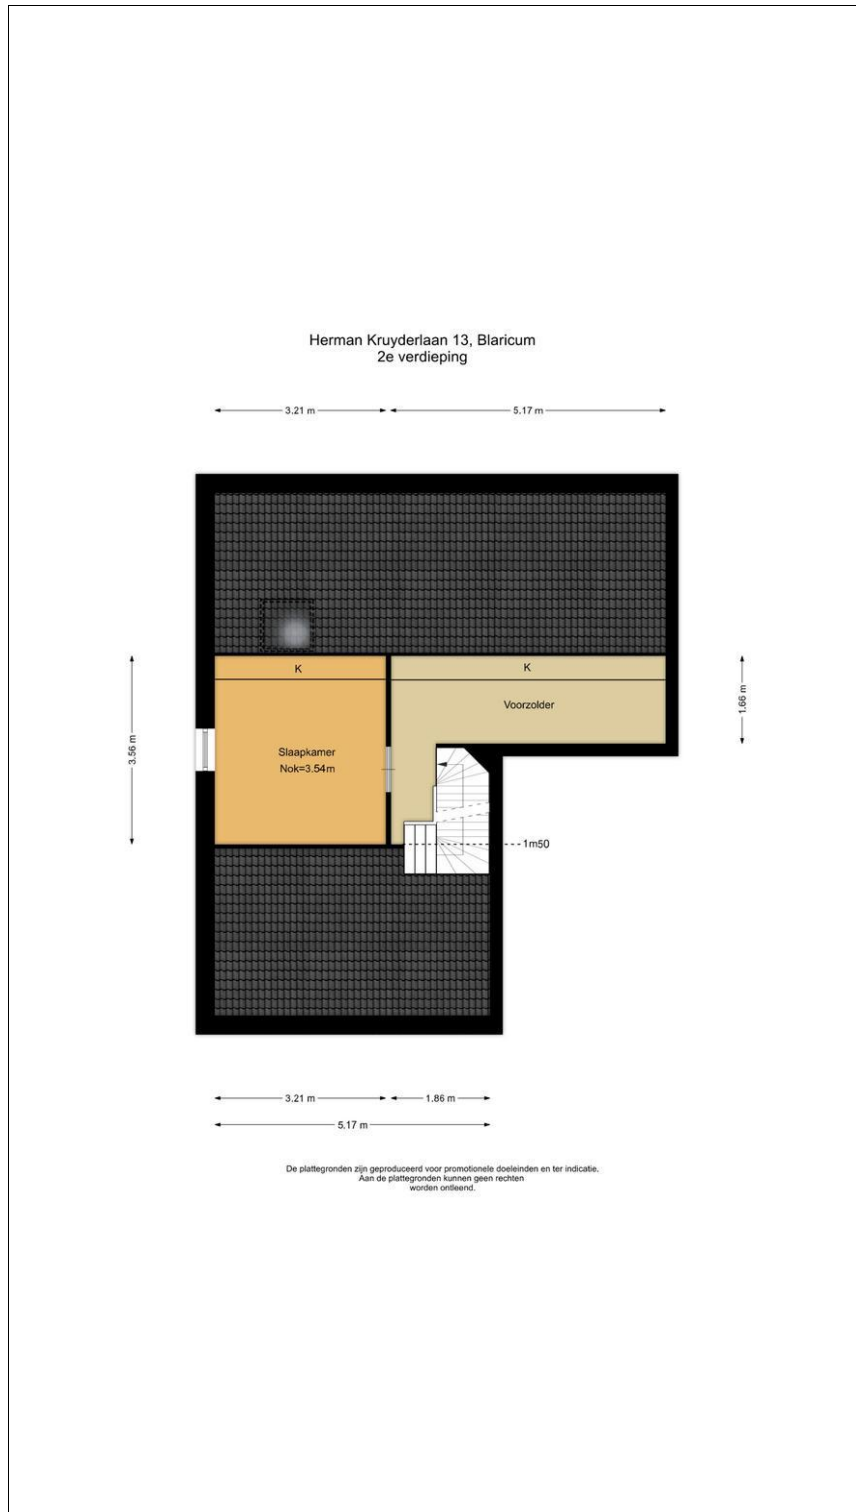 Herman Kruyderlaan 13, Blaricum
2e verdieping
3.21 m
5.17 m
K
K
Voorzolder
3.56 m
1.66 m
Slaapkamer
Nok=3.54m
1m50
3.21 m
1.86 m
5.17 m
De plattegronden zijn geproduceerd voor promotionele doeleinden en ter indicatie.
Aan de plattegronden kunnen geen rechten
worden ontleend.